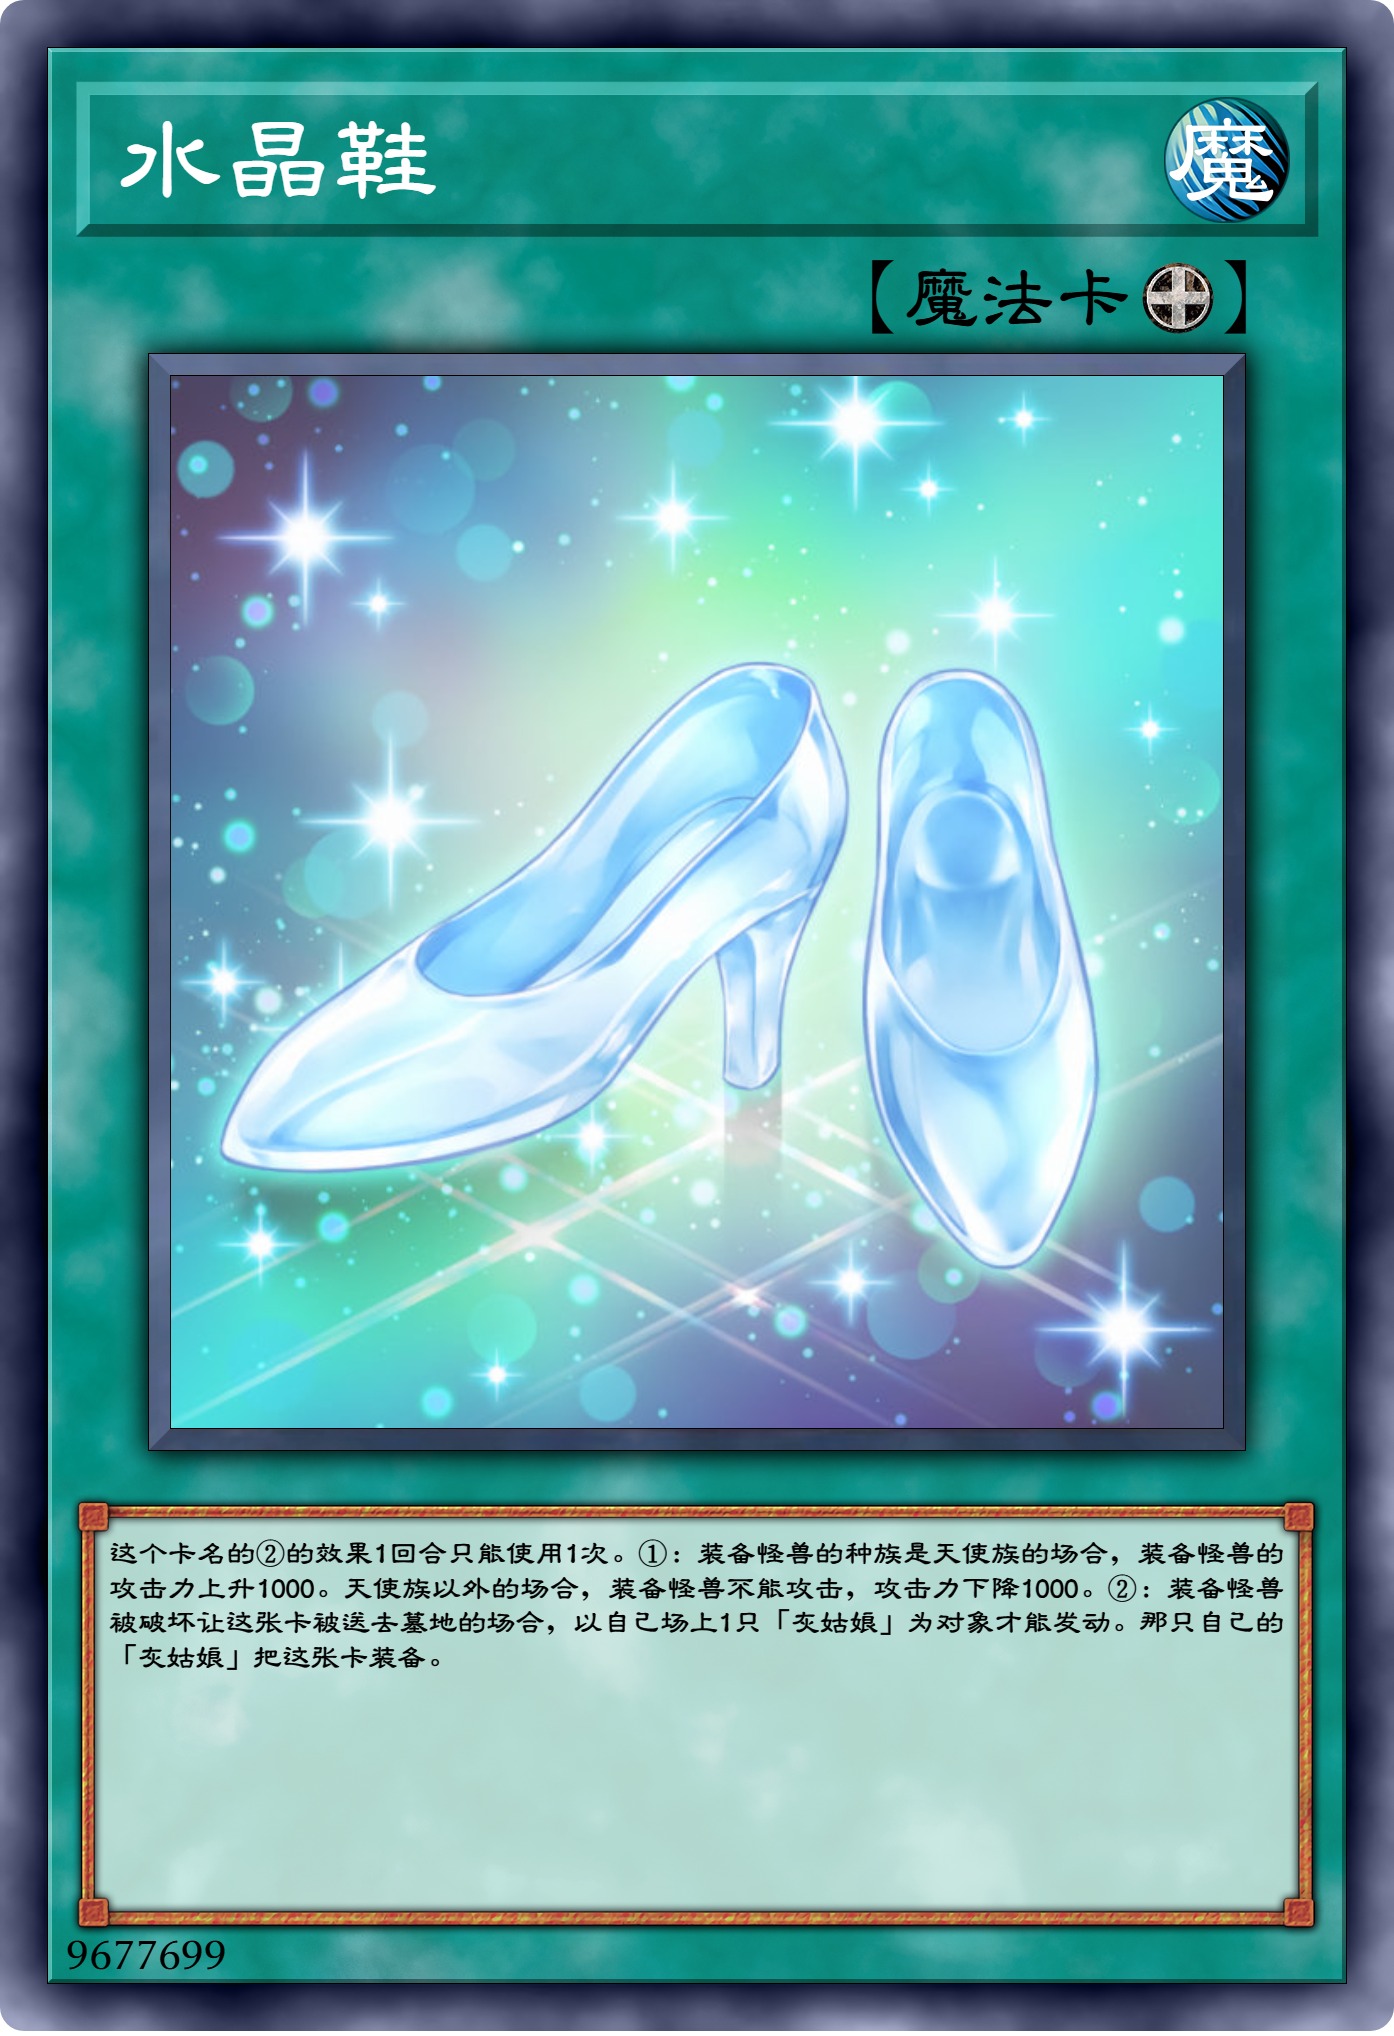 水晶鞋
魔
【魔法卡】
这个卡名的②的效果1回合只能使用1次。①：装备怪兽的种族是天使族的场合，装备怪兽的
攻击力上升1000。天使族以外的场合，装备怪兽不能攻击，攻击力下降1000。②：装备怪兽
被破坏让这张卡被送去墓地的场合，以自己场上1只「灰姑娘」为对象才能发动。那只自己的
「灰姑娘」把这张卡装备。
9677699